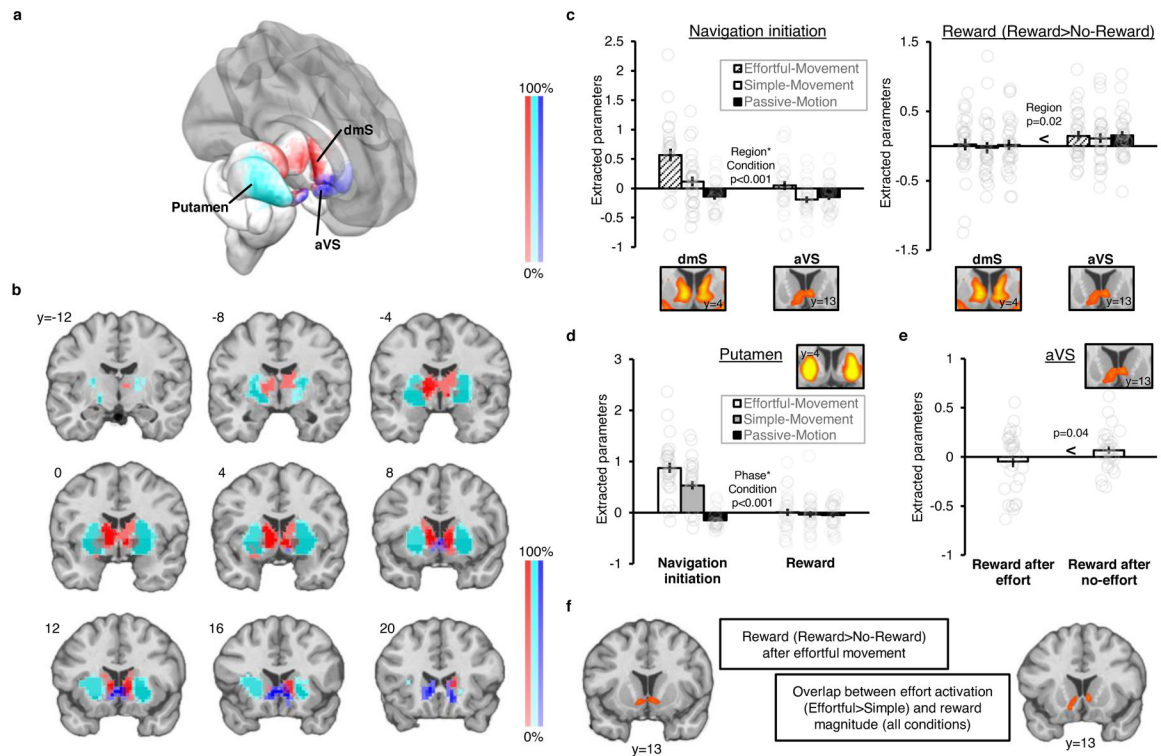 a
100%
dmS
Putamen
aVS
0%
b
y=-12
-8
-4
0
4
8
100%
12
16
20
0%
c
Navigation initiation
2.5
2
1.5
1
0.5
0
-0.5
-1
Extracted parameters
Effortful-Movement
Simple-Movement
Passive-Motion
Region*
Condition
p<0.001
dmS
aVS
y=4
y=13
Reward (Reward>No-Reward)
1.5
0.5
-0.5
-1.5
Extracted parameters
Region
p=0.02
<
dmS
aVS
y=4
y=13
d
Putamen
y=4
3
2
1
0
-1
Extracted parameters
Effortful-Movement
Simple-Movement
Passive-Motion
Phase*
Condition
p<0.001
Navigation
initiation
Reward
e
aVS
y=13
1
0.5
0
-0.5
-1
Extracted parameters
p=0.04
<
Reward after
effort
Reward after
no-effort
f
y=13
Reward (Reward>No-Reward)
after effortful movement
Overlap between effort activation
(Effortful>Simple) and reward
magnitude (all conditions)
y=13